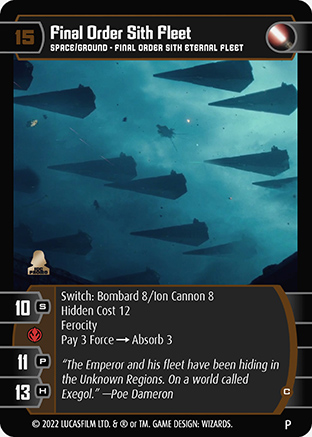 15
Final Order Sith Fleet
SPACE/GROUND - FINAL ORDER SITH ETERNAL FLEET
10 S
Switch: Bombard 8/Ion Cannon 8
Hidden Cost 12
Ferocity
Pay 3 Force → Absorb 3
11 P
13 H
“The Emperor and his fleet have been hiding in
the Unknown Regions. On a world called
Exegol.” —Poe Dameron
C
© 2022 LUCASFILM LTD. & ® or TM. GAME DESIGN: WIZARDS.
P